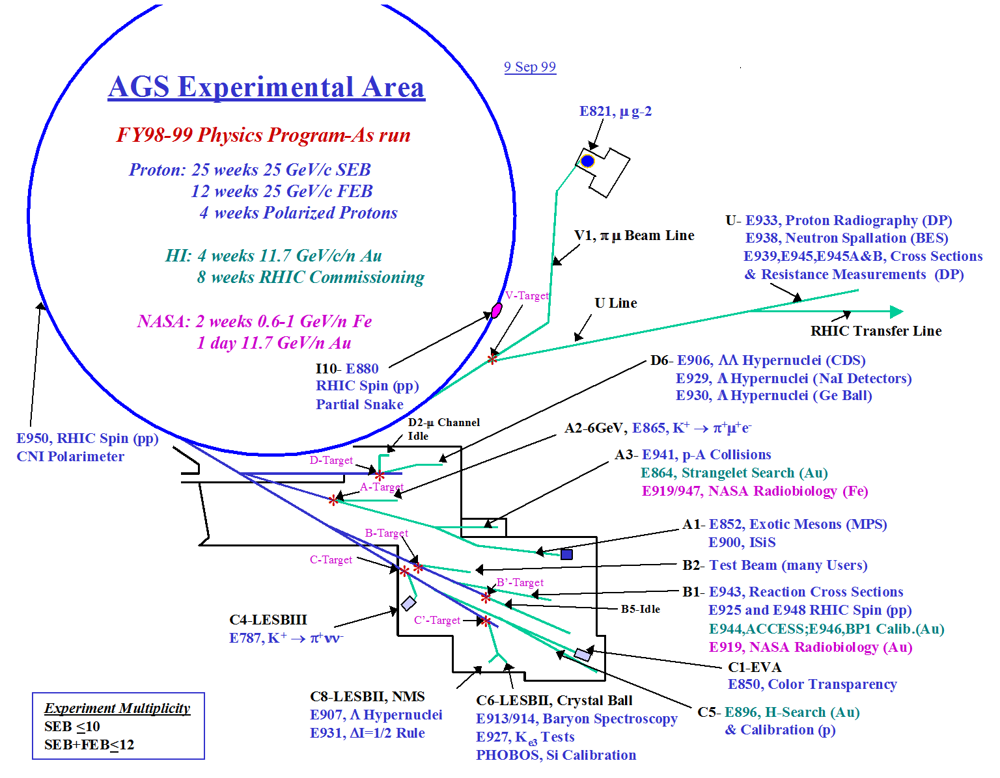 9 Sep 99
AGS Experimental Area
FY98-99 Physics Program-As run
Proton: 25 weeks 25 GeV/c SEB
12 weeks 25 GeV/c FEB
4 weeks Polarized Protons
HI: 4 weeks 11.7 GeV/c/n Au
8 weeks RHIC Commissioning
NASA: 2 weeks 0.6-1 GeV/n Fe
1 day 11.7 GeV/n Au
E821, μ g-2
V1, π μ Beam Line
U- E933, Proton Radiography (DP)
E938, Neutron Spallation (BES)
E939,E945,E945A&B, Cross Sections
& Resistance Measurements (DP)
V-Target
U Line
RHIC Transfer Line
I10- E880
RHIC Spin (pp)
Partial Snake
D6- E906, ΛΛ Hypernuclei (CDS)
E929, Λ Hypernuclei (NaI Detectors)
E930, Λ Hypernuclei (Ge Ball)
E950, RHIC Spin (pp)
CNI Polarimeter
D2-μ Channel
Idle
A2-6GeV, E865, K⁺ → π⁺μ⁺e⁻
D-Target
A-Target
A3- E941, p-A Collisions
E864, Strangelet Search (Au)
E919/947, NASA Radiobiology (Fe)
B-Target
A1- E852, Exotic Mesons (MPS)
E900, ISiS
C-Target
B2- Test Beam (many Users)
B'-Target
B1- E943, Reaction Cross Sections
E925 and E948 RHIC Spin (pp)
E944,ACCESS;E946,BP1 Calib.(Au)
E919, NASA Radiobiology (Au)
B5-Idle
C4-LESBIII
E787, K⁺ → π⁺νν⁻
C'-Target
C1-EVA
E850, Color Transparency
C8-LESBII, NMS
E907, Λ Hypernuclei
E931, ΔI=1/2 Rule
C6-LESBII, Crystal Ball
E913/914, Baryon Spectroscopy
E927, Ke3 Tests
PHOBOS, Si Calibration
C5- E896, H-Search (Au)
& Calibration (p)
Experiment Multiplicity
SEB ≤10
SEB+FEB≤12